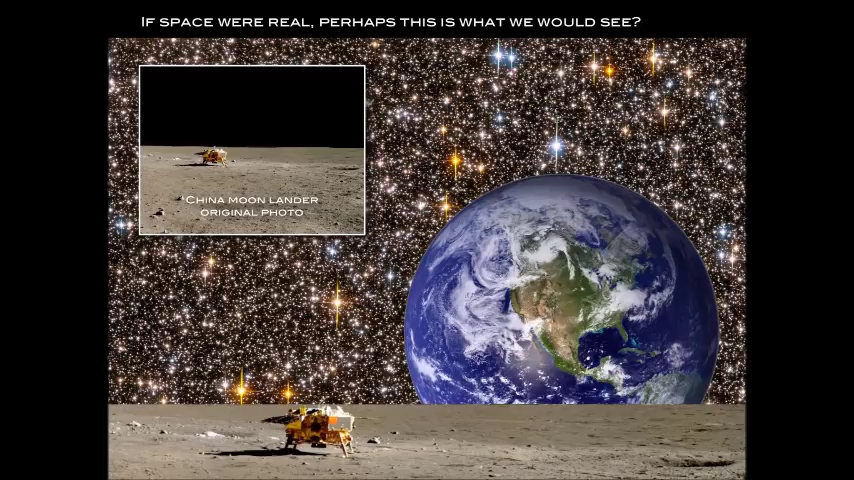 If space were real, perhaps this is what we would see?
*China moon lander
original photo